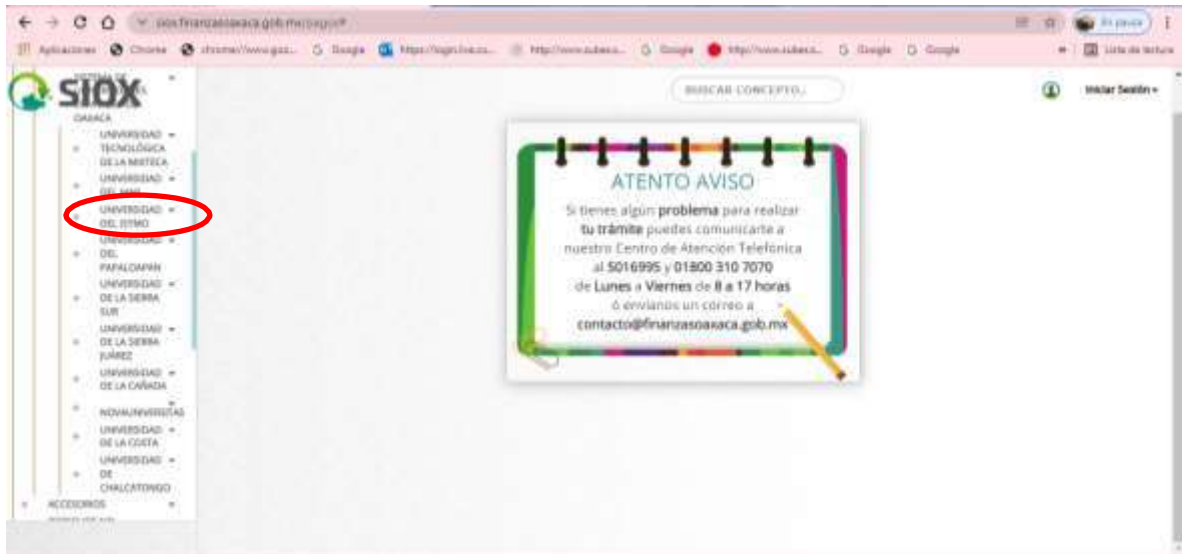 siox.finanzasoaxaca.gob.mx/pagos#
En pausa
Aplicaciones
Chrome
Google
Google
Google
Lista de lectura
SIOX
BUSCAR CONCEPTO
Iniciar Sesión
OAXACA
UNIVERSIDAD
TECNOLÓGICA
DE LA MIXTECA
UNIVERSIDAD
DEL MAR
UNIVERSIDAD
DEL ISTMO
UNIVERSIDAD
DEL
PAPALOAPAN
UNIVERSIDAD
DE LA SIERRA
SUR
UNIVERSIDAD
DE LA SIERRA
JUÁREZ
UNIVERSIDAD
DE LA CAÑADA
NOVAUNIVERSITAS
UNIVERSIDAD
DE LA COSTA
UNIVERSIDAD
DE
CHALCATONGO
ACCESORIOS
ATENTO AVISO
Si tienes algún problema para realizar
tu trámite puedes comunicarte a
nuestro Centro de Atención Telefónica
al 5016995 y 01800 310 7070
de Lunes a Viernes de 8 a 17 horas
ó envíanos un correo a
contacto@finanzasoaxaca.gob.mx